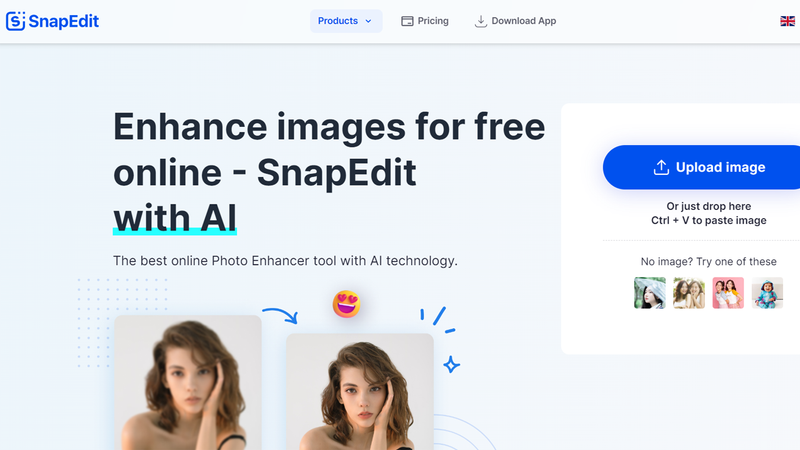 SnapEdit
Products
Pricing
Download App
Enhance images for free
online - SnapEdit
with AI
The best online Photo Enhancer tool with AI technology.
Upload image
Or just drop here
Ctrl + V to paste image
No image? Try one of these